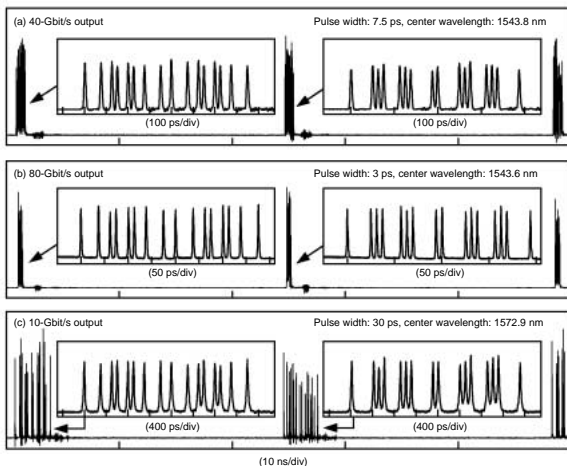 (a) 40-Gbit/s output
Pulse width: 7.5 ps, center wavelength: 1543.8 nm
(100 ps/div)
(100 ps/div)
(b) 80-Gbit/s output
Pulse width: 3 ps, center wavelength: 1543.6 nm
(50 ps/div)
(50 ps/div)
(c) 10-Gbit/s output
Pulse width: 30 ps, center wavelength: 1572.9 nm
(400 ps/div)
(400 ps/div)
(10 ns/div)